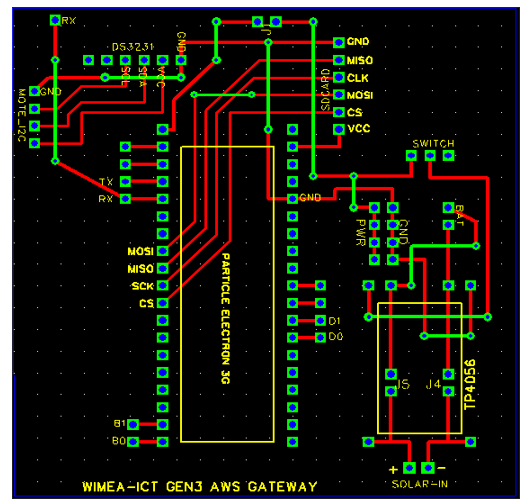 RX
DS3231
GND
VCC
SDA
SCL
JP
GND
MISO
CLK
MOSI
CS
VCC
SDCARD
GND
MOTE_I2C
SWITCH
TX
RX
GND
BAT
PWR
GND
MOSI
MISO
SCK
CS
PARTICLE ELECTRON 3G
D1
D0
J5
J4
TP4056
B1
B0
+
-
SOLAR-IN
WIMEA-ICT GEN3 AWS GATEWAY